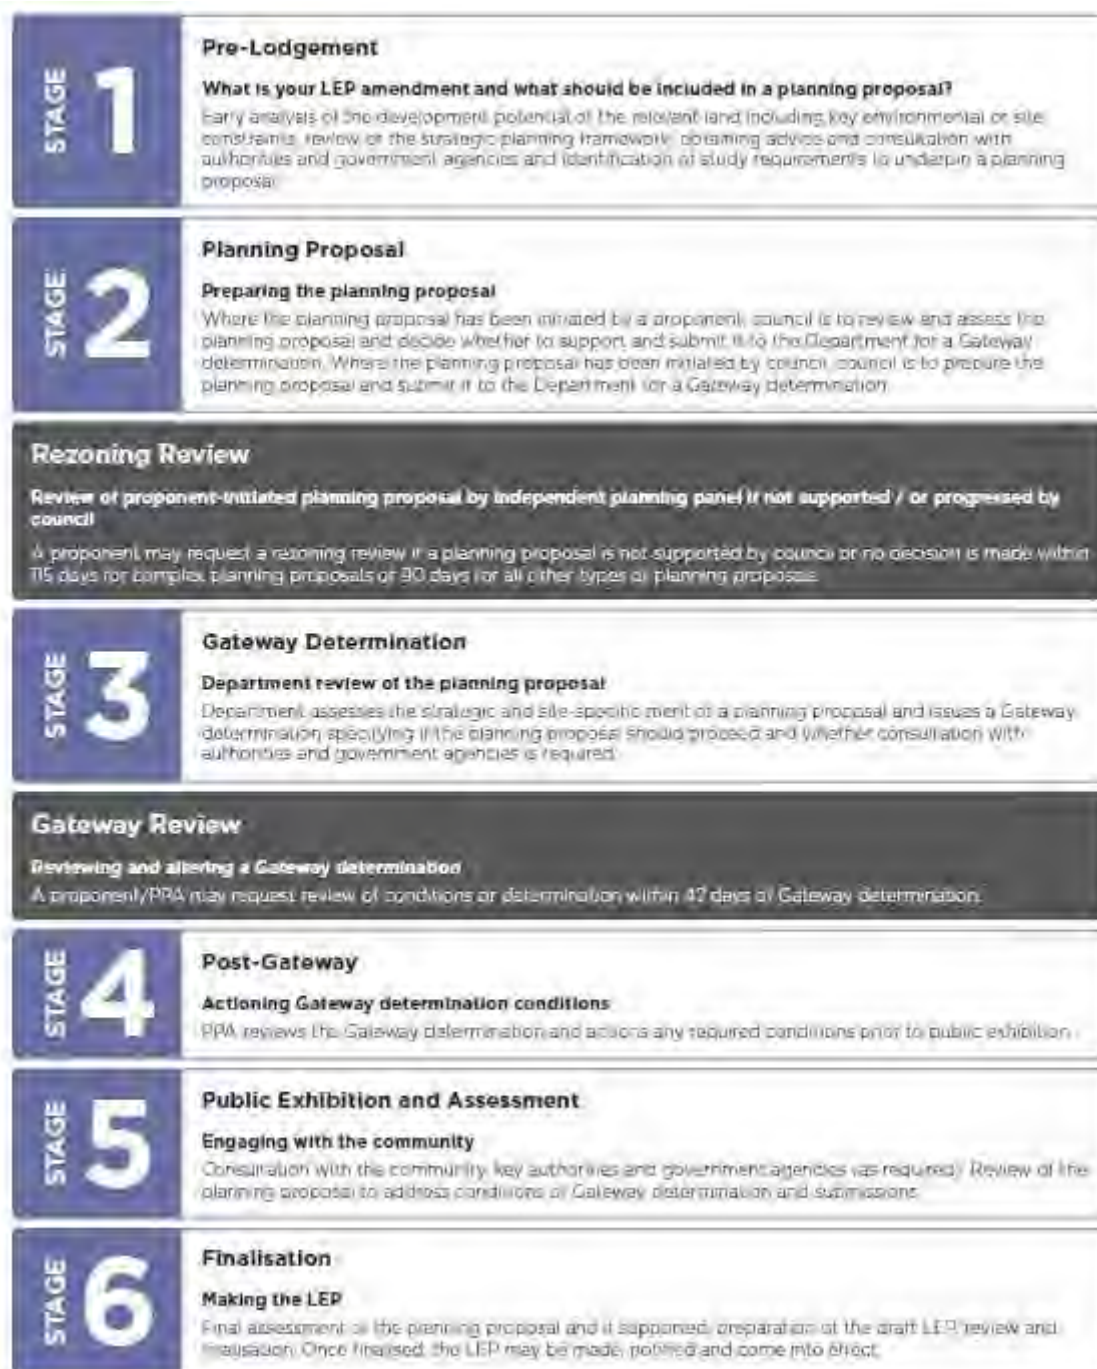 STAGE 1
Pre-Lodgement
What is your LEP amendment and what should be included in a planning proposal?
Early analysis of the development potential of the relevant land including key environmental or site
constraints, review of the strategic planning framework, obtaining advice and consultation with
authorities and government agencies and identification of study requirements to underpin a planning
proposal.
STAGE 2
Planning Proposal
Preparing the planning proposal
Where the planning proposal has been initiated by a proponent, council is to review and assess the
planning proposal and decide whether to support and submit it to the Department for a Gateway
determination. Where the planning proposal has been initiated by council, council is to prepare the
planning proposal and submit it to the Department for a Gateway determination.
Rezoning Review
Review of proponent-initiated planning proposal by independent planning panel if not supported / or progressed by
council
A proponent may request a rezoning review if a planning proposal is not supported by council or no decision is made within
115 days for complex planning proposals or 90 days for all other types of planning proposals.
STAGE 3
Gateway Determination
Department review of the planning proposal
Department assesses the strategic and site-specific merit of a planning proposal and issues a Gateway
determination specifying if the planning proposal should proceed and whether consultation with
authorities and government agencies is required.
Gateway Review
Reviewing and altering a Gateway determination
A proponent/PPA may request review of conditions or determination within 42 days of Gateway determination.
STAGE 4
Post-Gateway
Actioning Gateway determination conditions
PPA reviews the Gateway determination and actions any required conditions prior to public exhibition.
STAGE 5
Public Exhibition and Assessment
Engaging with the community
Consultation with the community, key authorities and government agencies (as required). Review of the
planning proposal to address conditions of Gateway determination and submissions.
STAGE 6
Finalisation
Making the LEP
Final assessment of the planning proposal and if supported, preparation of the draft LEP, review and
finalisation. Once finalised, the LEP may be made, notified and come into effect.